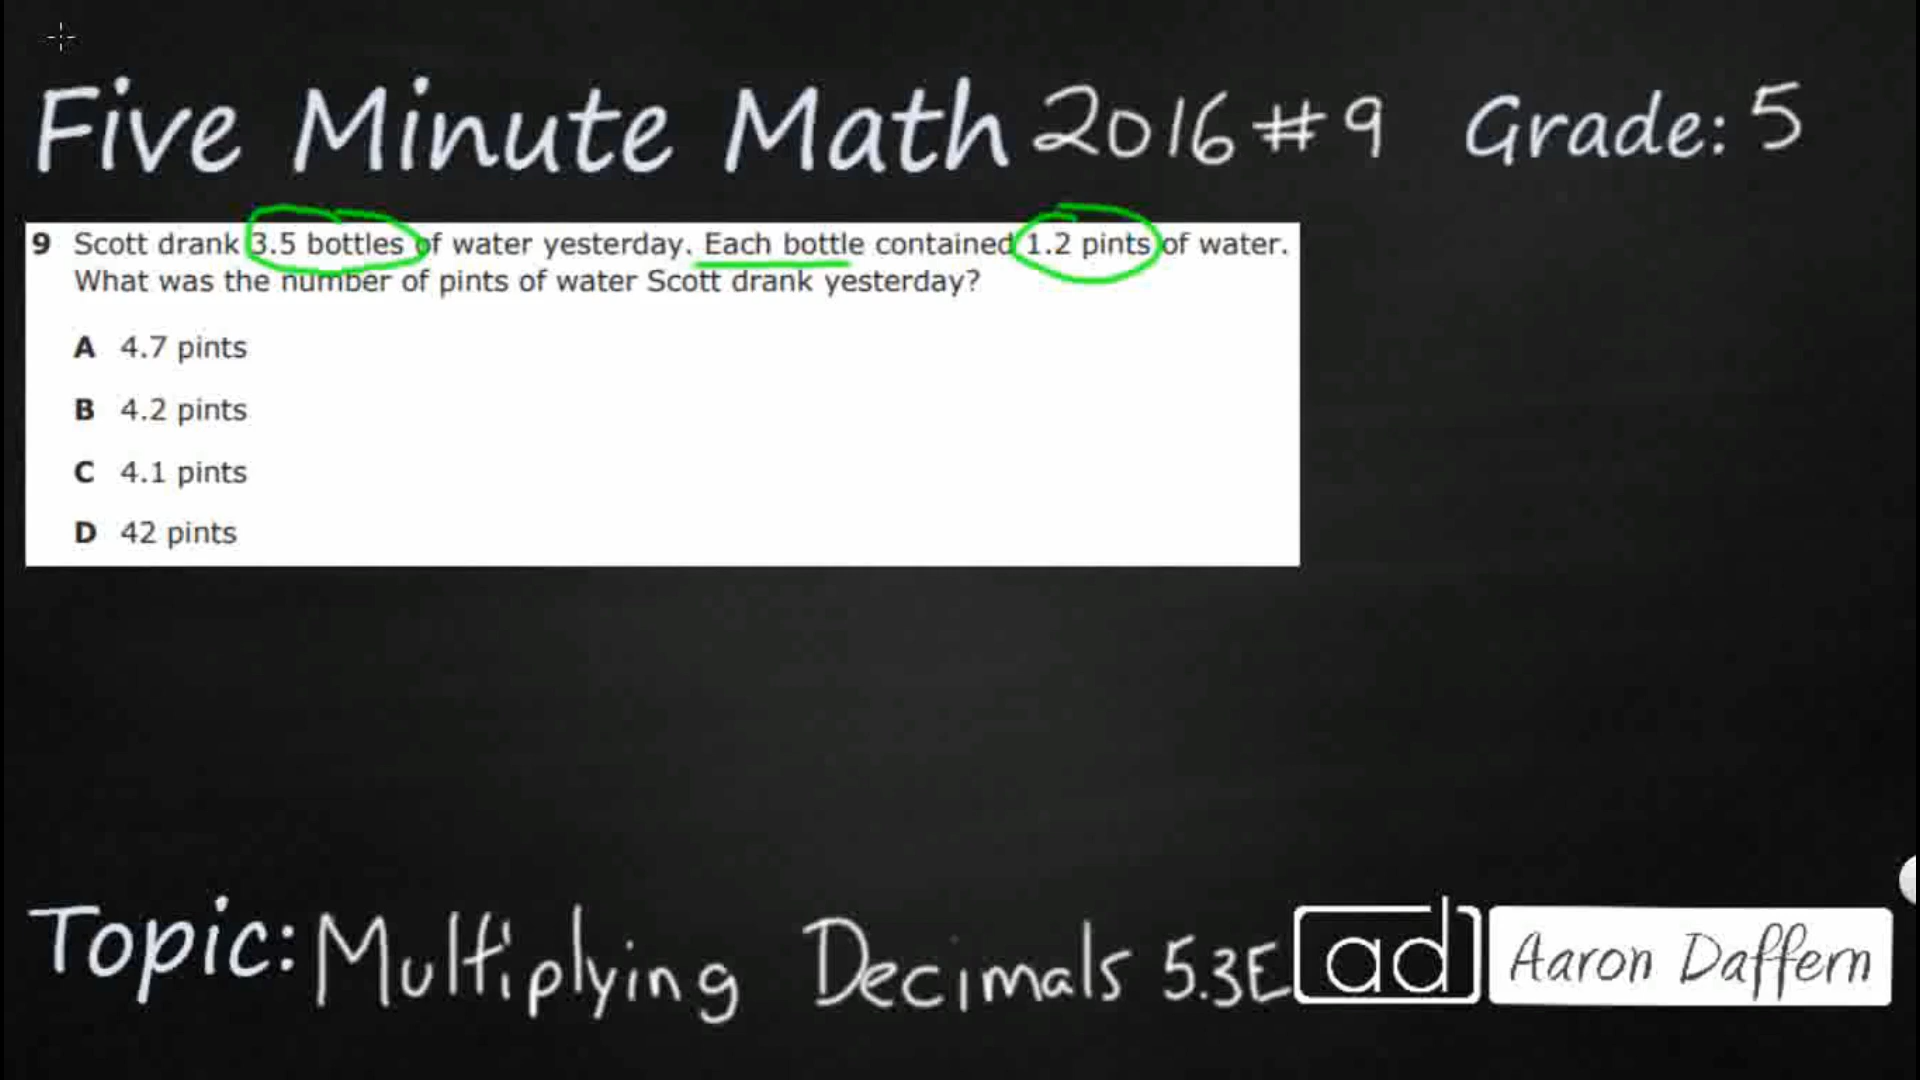 Five Minute Math 2016 #9 Grade: 5
9 Scott drank 3.5 bottles of water yesterday. Each bottle contained 1.2 pints of water.
What was the number of pints of water Scott drank yesterday?
A 4.7 pints
B 4.2 pints
C 4.1 pints
D 42 pints
Topic: Multiplying Decimals 5.3E ad Aaron Daffern